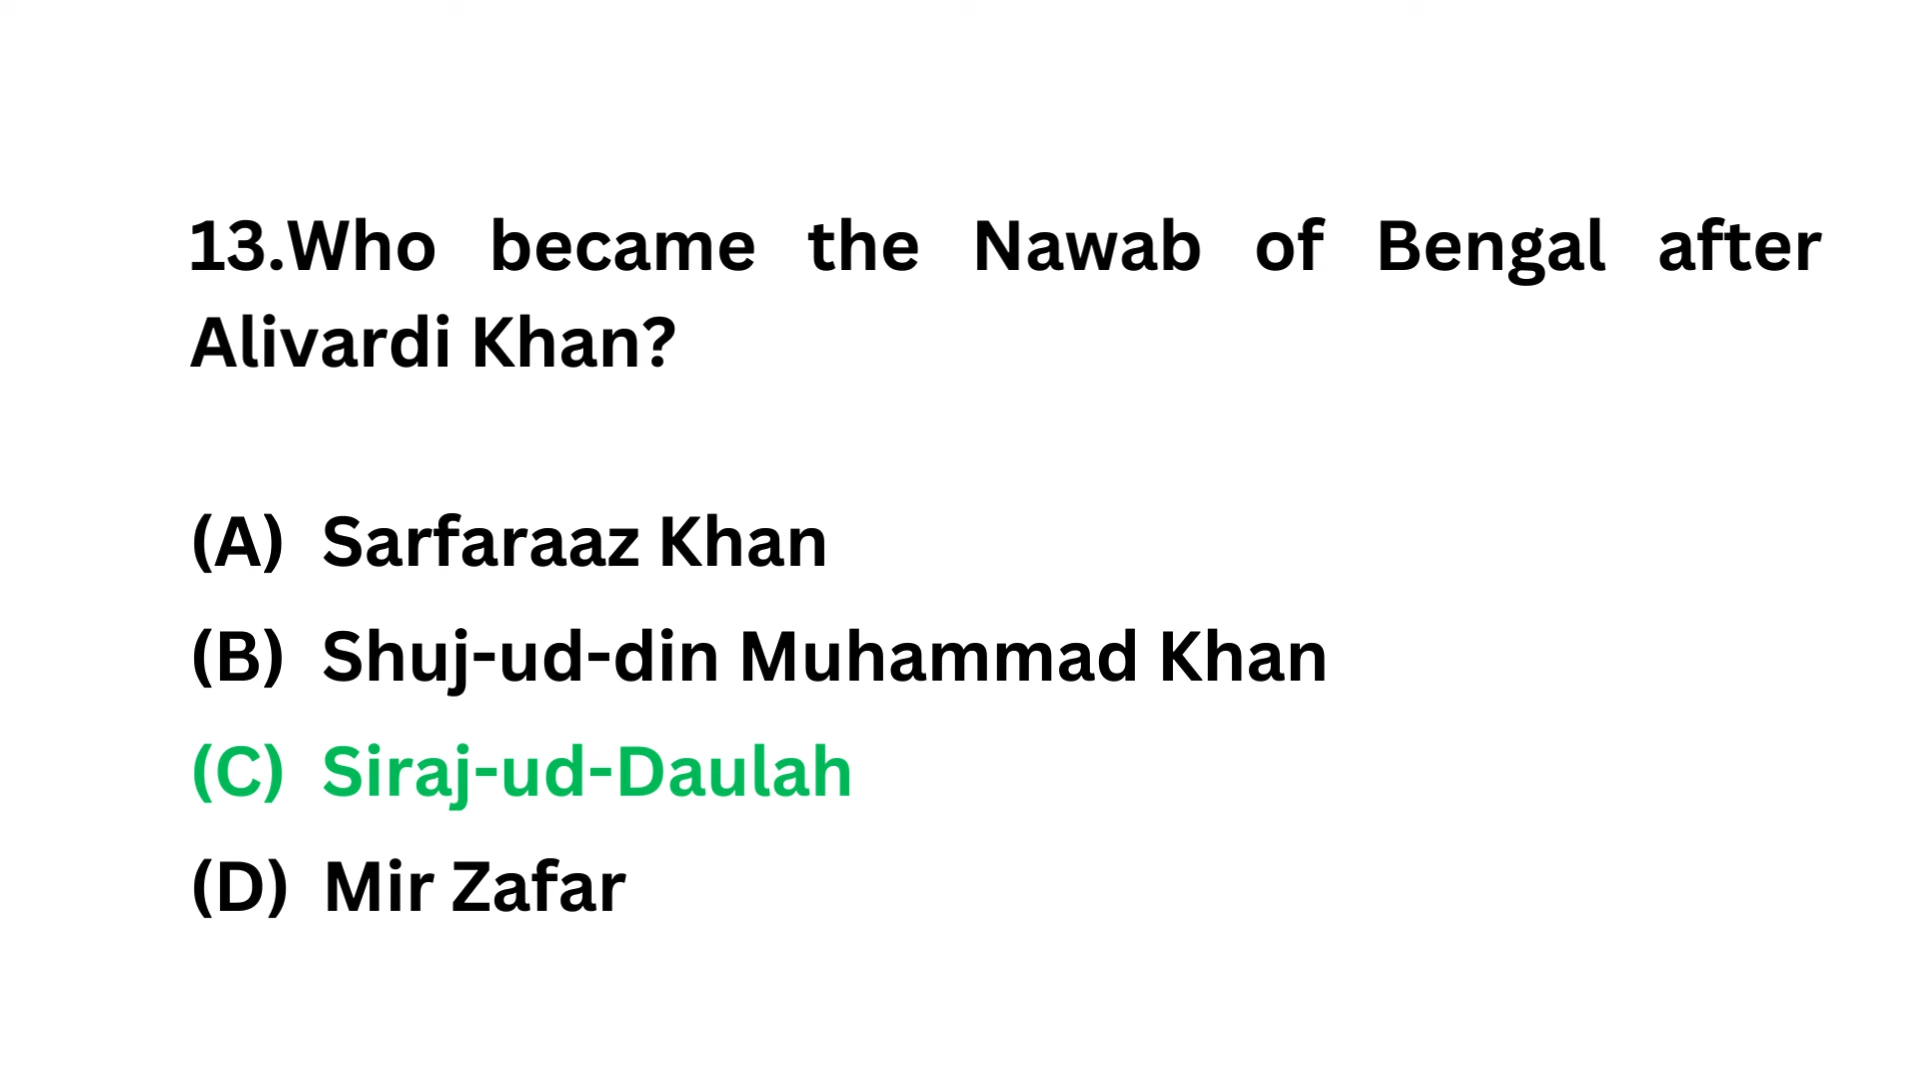 13.Who became the Nawab of Bengal after
Alivardi Khan?
(A) Sarfaraaz Khan
(B) Shuj-ud-din Muhammad Khan
(C) Siraj-ud-Daulah
(D) Mir Zafar